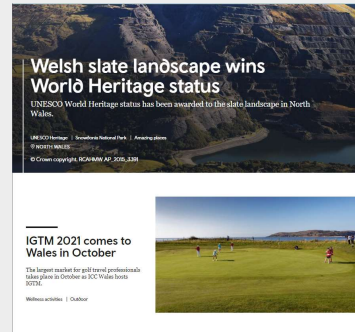 Welsh slate landscape wins
World Heritage status
UNESCO World Heritage status has been awarded to the slate landscape in North
Wales.
UNESCO Heritage | Snowdonia National Park | Amazing places
NORTH WALES
© Crown copyright. RCAHMW AP_2015_3391
IGTM 2021 comes to
Wales in October
The largest market for golf travel professionals
takes place in October as ICC Wales hosts
IGTM.
Wellness activities | Outdoor